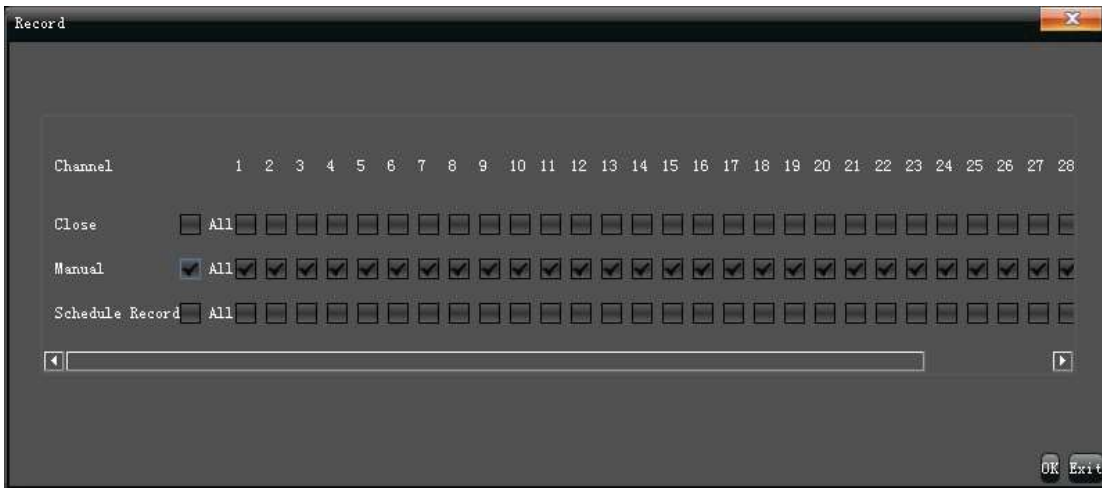 Record
Channel 1 2 3 4 5 6 7 8 9 10 11 12 13 14 15 16 17 18 19 20 21 22 23 24 25 26 27 28
Close All
Manual All
Schedule Record All
OK Exit